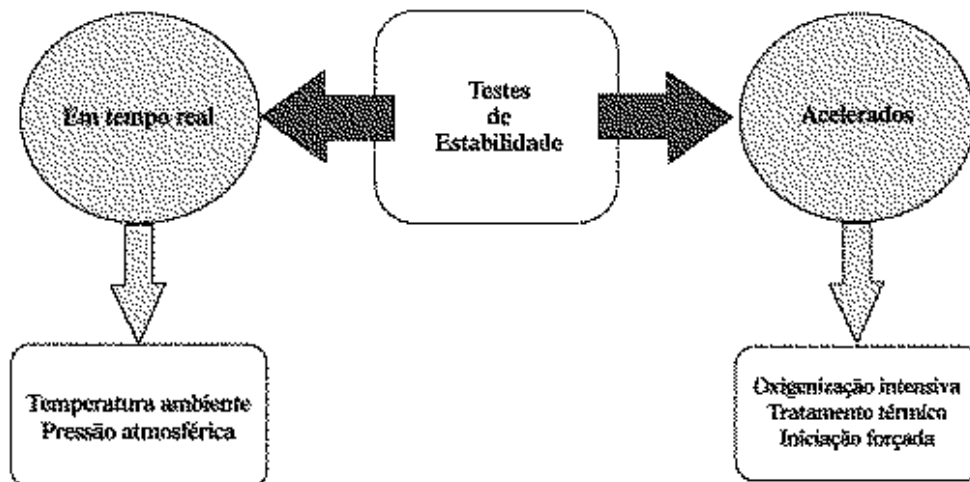 Testes
de
Estabilidade
Em tempo real
Acelerados
Temperatura ambiente
Pressão atmosférica
Oxigenização intensiva
Tratamento térmico
Iniciação forçada